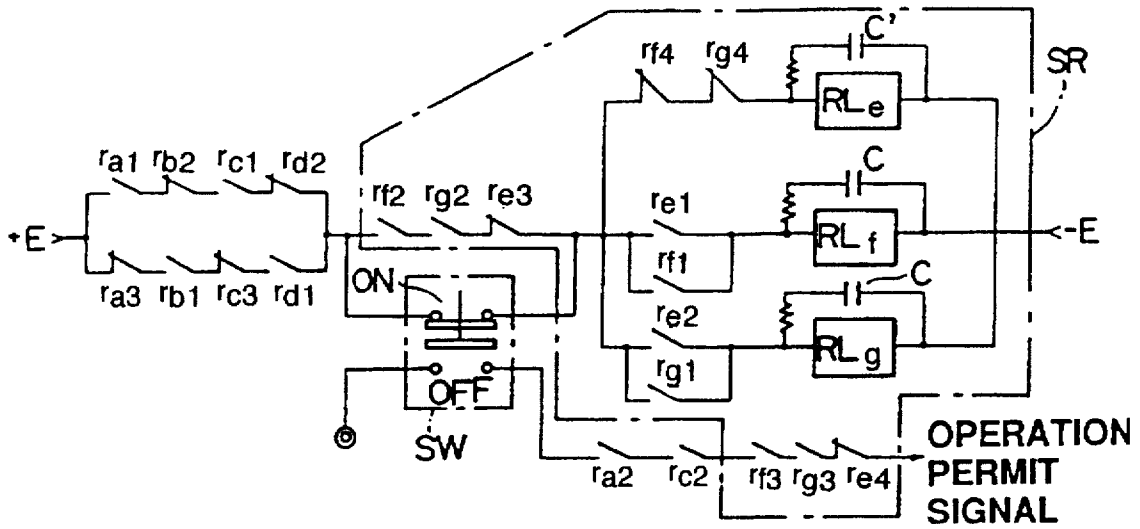 C'
rf4 rg4
SR
RLe
ra1 rb2 rc1 rd2
C
rf2 rg2 re3
re1
+E
RLf
-E
rf1
ra3 rb1 rc3 rd1
ON
C
re2
RLg
rg1
OFF
SW
ra2 rc2 rf3 rg3 re4
OPERATION
PERMIT
SIGNAL